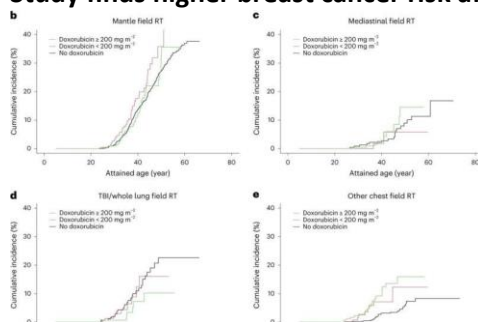 Study finds higher breast cancer risk a
b
Mantle field RT
Doxorubicin ≥ 200 mg m⁻²
Doxorubicin < 200 mg m⁻²
No doxorubicin
Cumulative incidence (%)
40
30
20
10
0
0 20 40 60 80
Attained age (year)
c
Mediastinal field RT
Doxorubicin ≥ 200 mg m⁻²
Doxorubicin < 200 mg m⁻²
No doxorubicin
Cumulative incidence (%)
40
30
20
10
0
0 20 40 60 80
Attained age (year)
d
TBI/whole lung field RT
Doxorubicin ≥ 200 mg m⁻²
Doxorubicin < 200 mg m⁻²
No doxorubicin
Cumulative incidence (%)
40
30
20
10
0
e
Other chest field RT
Doxorubicin ≥ 200 mg m⁻²
Doxorubicin < 200 mg m⁻²
No doxorubicin
Cumulative incidence (%)
40
30
20
10
0